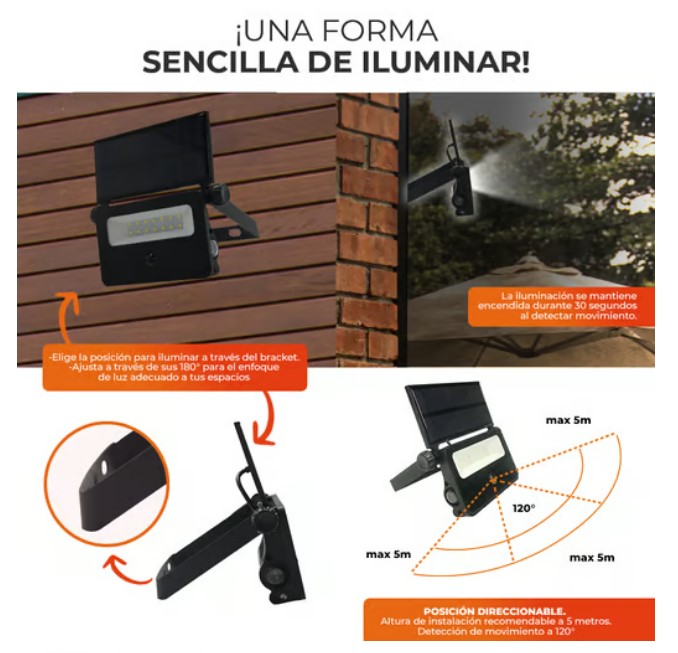 ¡UNA FORMA
SENCILLA DE ILUMINAR!
La iluminación se mantiene
encendida durante 30 segundos
al detectar movimiento.
-Elige la posición para iluminar a través del bracket.
-Ajusta a través de sus 180° para el enfoque
de luz adecuado a tus espacios
max 5m
120°
max 5m
max 5m
POSICIÓN DIRECCIONABLE.
Altura de instalación recomendable a 5 metros.
Detección de movimiento a 120°